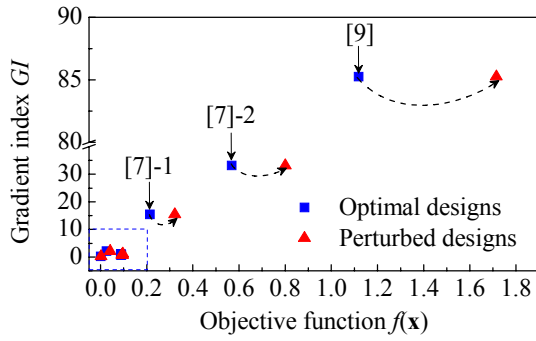 90
[9]
85
80
[7]-2
[7]-1
30
20
10
0
Optimal designs
Perturbed designs
0.0 0.2 0.4 0.6 0.8 1.0 1.2 1.4 1.6 1.8
Objective function f(x)
Gradient index GI